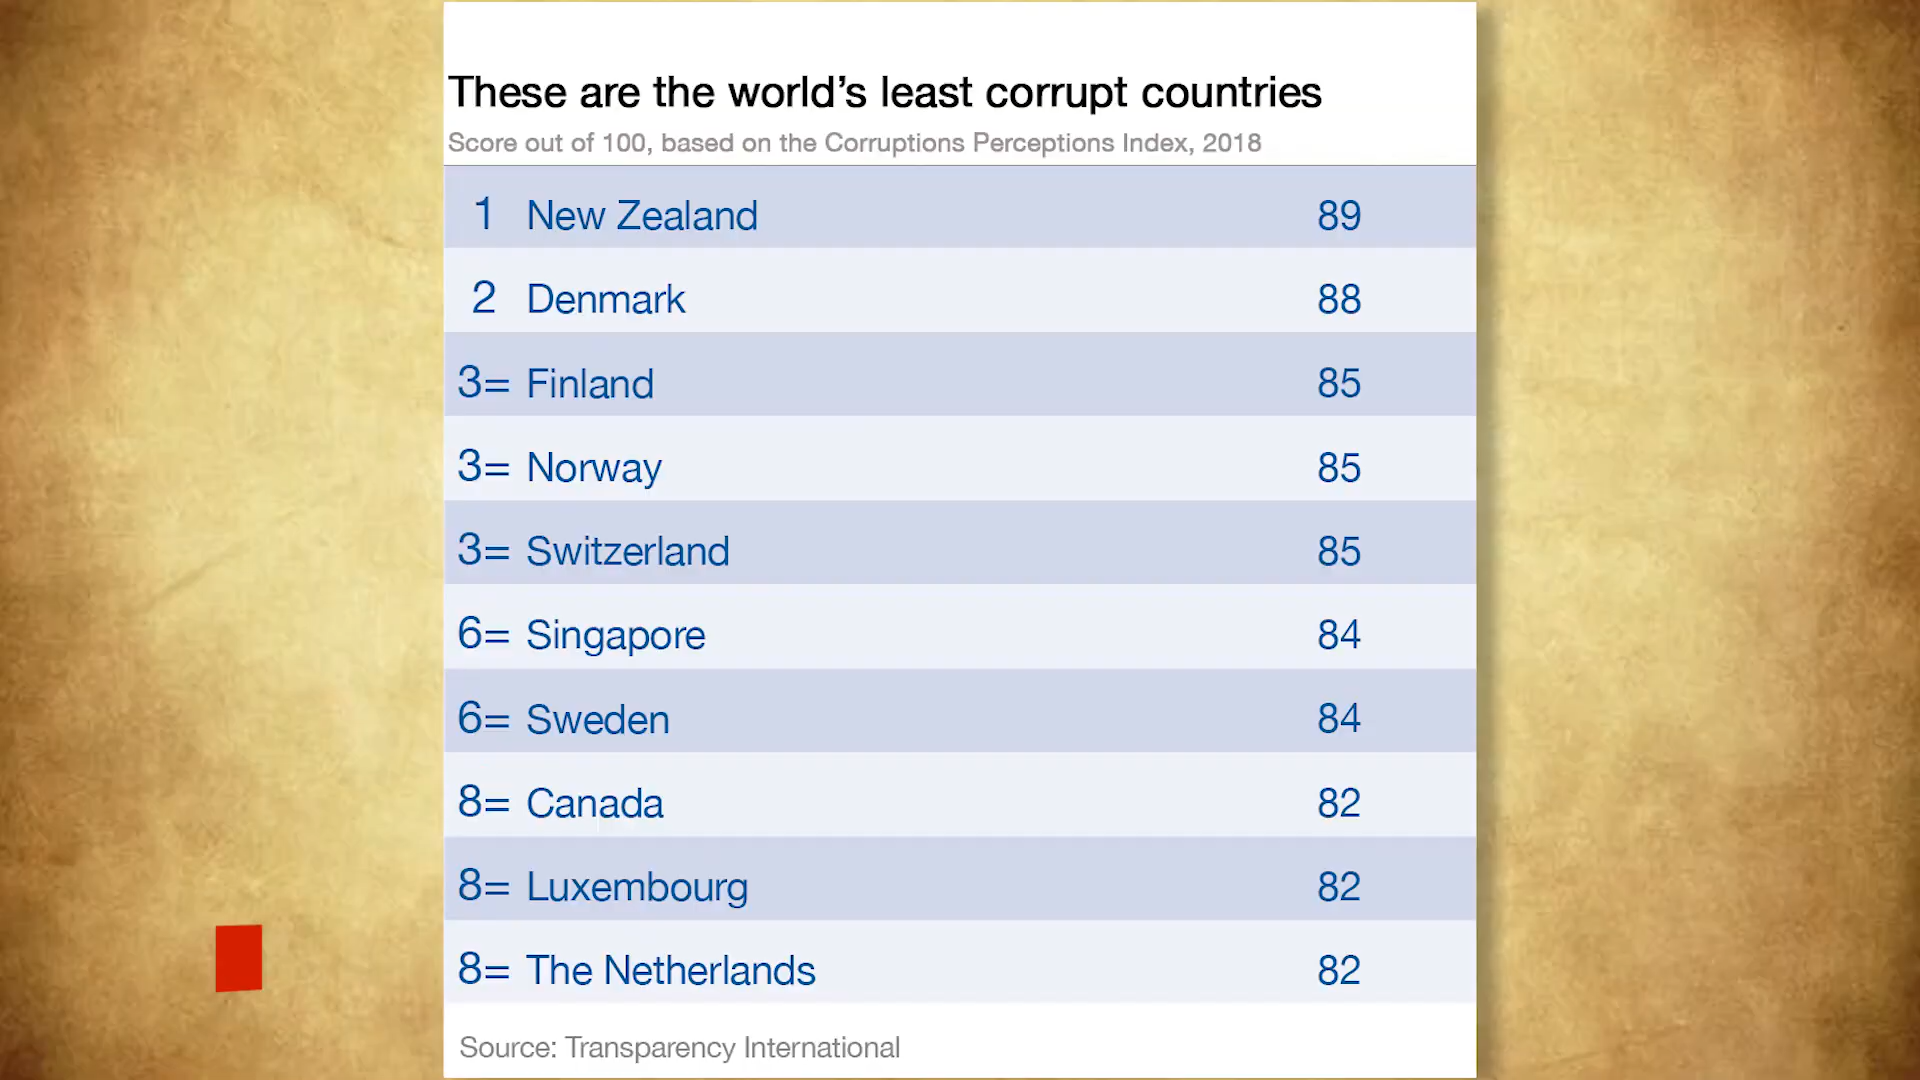 These are the world's least corrupt countries
Score out of 100, based on the Corruptions Perceptions Index, 2018
1 New Zealand 89
2 Denmark 88
3= Finland 85
3= Norway 85
3= Switzerland 85
6= Singapore 84
6= Sweden 84
8= Canada 82
8= Luxembourg 82
8= The Netherlands 82
Source: Transparency International